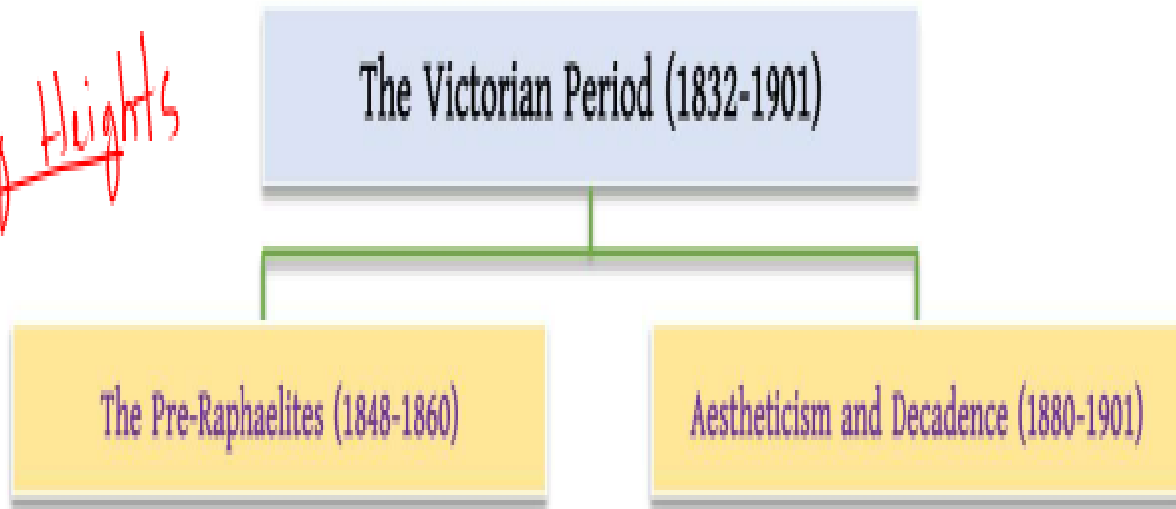 Heights
The Victorian Period (1832-1901)
The Pre-Raphaelites (1848-1860)
Aestheticism and Decadence (1880-1901)